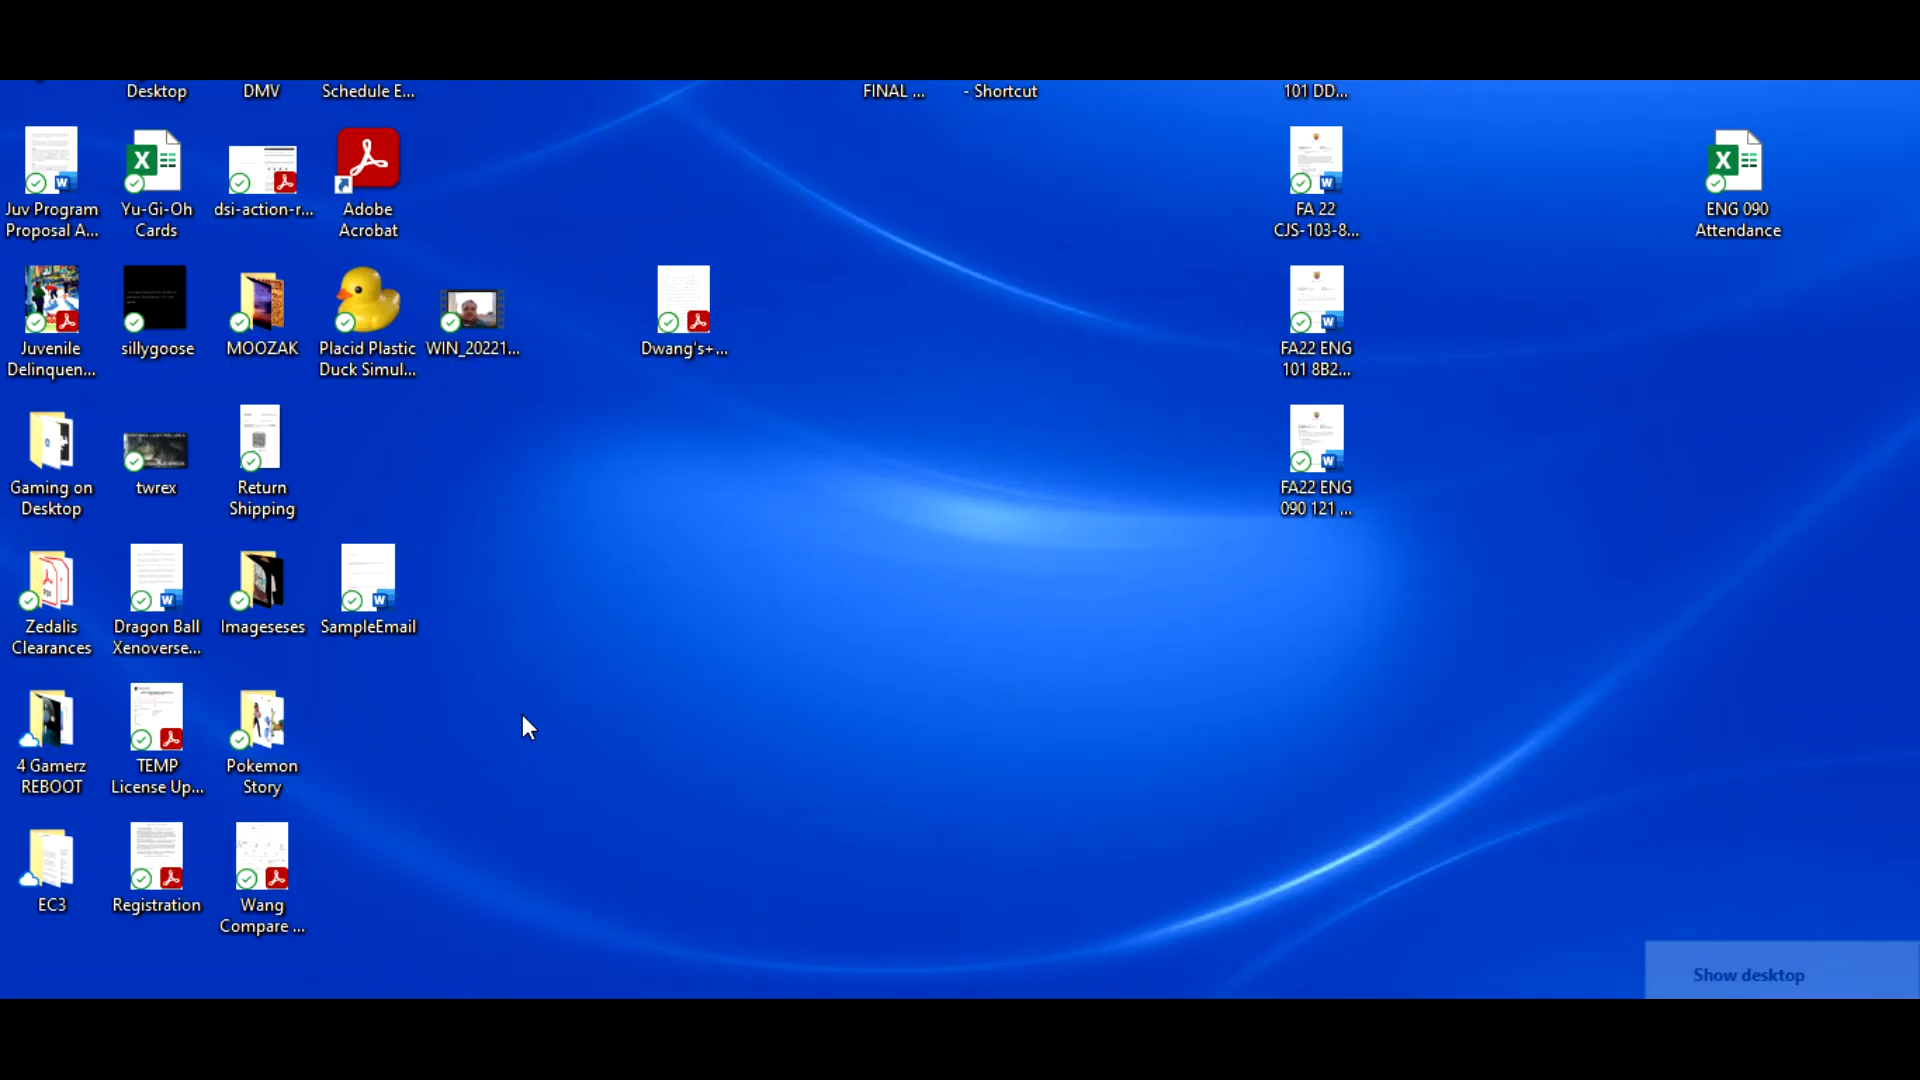 Desktop
DMV
Schedule E...
FINAL ...
- Shortcut
101 DD...
Juv Program
Proposal A...
Yu-Gi-Oh
Cards
dsi-action-r...
Adobe
Acrobat
FA 22
CJS-103-8...
ENG 090
Attendance
Juvenile
Delinquen...
sillygoose
MOOZAK
Placid Plastic
Duck Simul...
WIN_20221...
Dwang's+...
FA22 ENG
101 8B2...
Gaming on
Desktop
twrex
Return
Shipping
FA22 ENG
090 121 ...
Zedalis
Clearances
Dragon Ball
Xenoverse...
Imageseses
SampleEmail
4 Gamerz
REBOOT
TEMP
License Up...
Pokemon
Story
EC3
Registration
Wang
Compare ...
Show desktop